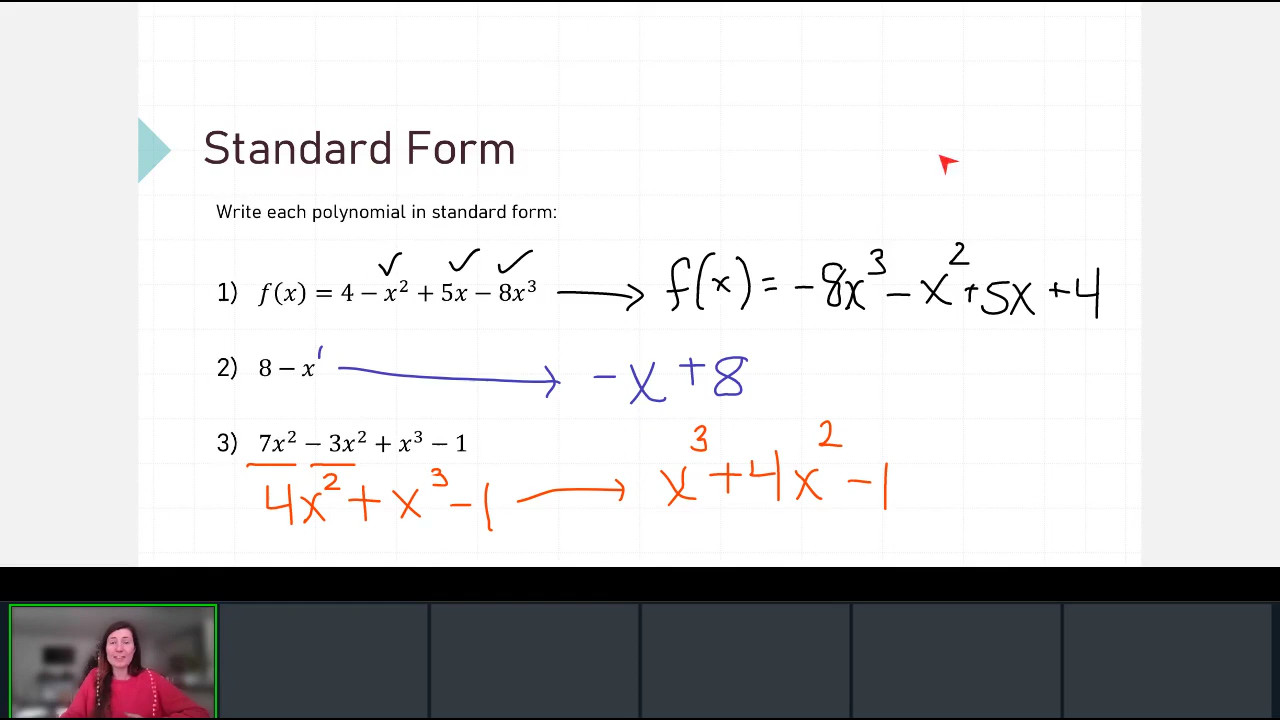 Standard Form
Write each polynomial in standard form:
1) f(x) = 4 − x² + 5x − 8x³ → f(x) = -8x³ - x² + 5x + 4
2) 8 − x¹ → -x + 8
3) 7x² − 3x² + x³ − 1
4x² + x³ - 1 → x³ + 4x² - 1